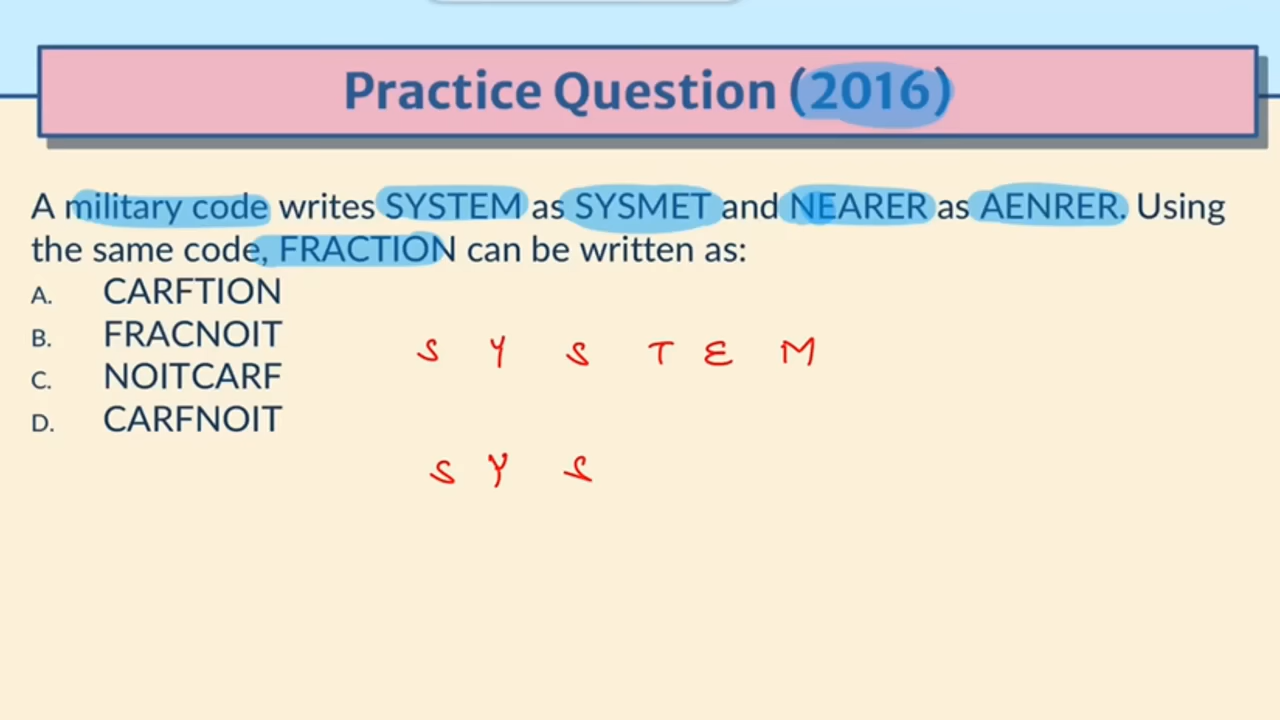 Practice Question (2016)
A military code writes SYSTEM as SYSMET and NEARER as AENRER. Using
the same code, FRACTION can be written as:
A. CARFTION
B. FRACNOIT
C. NOITCARF
D. CARFNOIT
S Y S T E M
S Y S